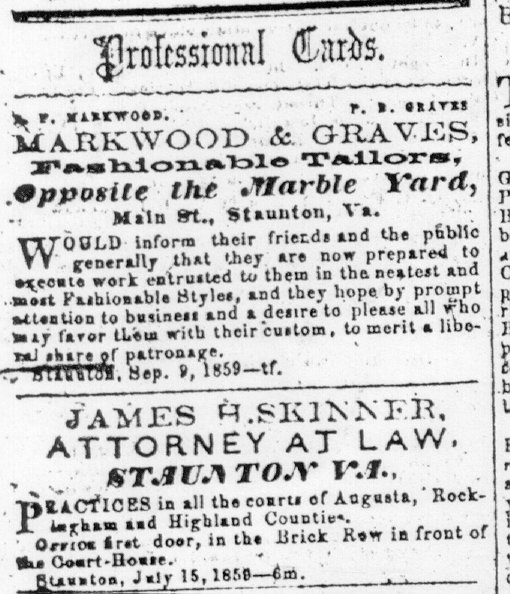 Professional Cards.
F. MARKWOOD. P. B. GRAVES
MARKWOOD & GRAVES,
Fashionable Tailors,
Opposite the Marble Yard,
Main St., Staunton, Va.
WOULD inform their friends and the public
generally that they are now prepared to
execute work entrusted to them in the neatest and
most Fashionable Styles, and they hope by prompt
attention to business and a desire to please all who
may favor them with their custom, to merit a libe-
ral share of patronage.
Staunton, Sep. 9, 1859—tf.
JAMES H. SKINNER,
ATTORNEY AT LAW,
STAUNTON VA.,
PRACTICES in all the courts of Augusta, Rock-
ingham and Highland Counties.
OFFICE first door, in the Brick Row in front of
the Court-House.
Staunton, July 15, 1859—6m.